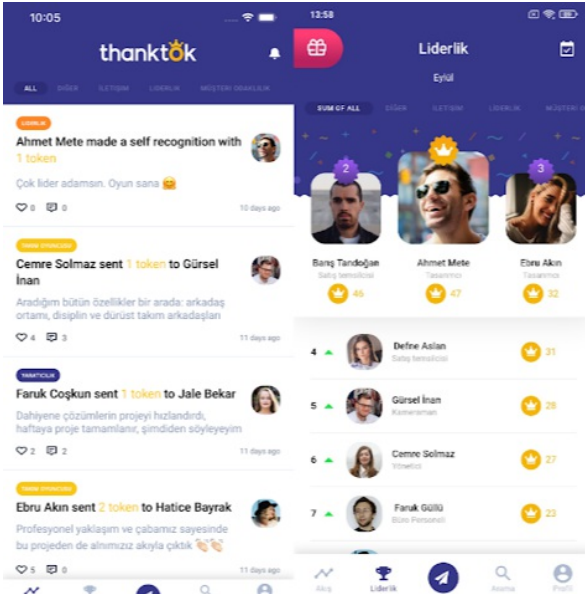 10:05
thanktok
ALL DİĞER İLETİŞİM LİDERLİK MÜŞTERİ ODAKLILIK
LİDERLİK
Ahmet Mete made a self recognition with
1 token
Çok lider adamsın. Oyun sana
0 0 10 days ago
TAKIM OYUNCUSU
Cemre Solmaz sent 1 token to Gürsel
İnan
Aradığım bütün özellikler bir arada: arkadaş
ortamı, disiplin ve dürüst takım arkadaşları
4 3 11 days ago
YARATICILIK
Faruk Coşkun sent 1 token to Jale Bekar
Dahiyene çözümlerin projeyi hızlandırdı,
haftaya proje tamamlanır, şimdiden söyleyeyim
2 2 11 days ago
TAKIM OYUNCUSU
Ebru Akın sent 2 token to Hatice Bayrak
Profesyonel yaklaşım ve çabamız sayesinde
bu projeden de alnımızız akıyla çıktık 👏👏
5 0 11 days ago
13:58
Liderlik
Eylül
SUM OF ALL DİĞER İLETİŞİM LİDERLİK MÜŞTERİ
2
3
Barış Tandoğan
Satış temsilcisi
46
Ahmet Mete
Tasarımcı
47
Ebru Akın
Tasarımcı
32
4 Defne Aslan 31
Satış temsilcisi
5 Gürsel İnan 28
Kameraman
6 Cemre Solmaz 27
Yönetici
7 Faruk Güllü 23
Büro Personeli
Akış Liderlik Arama Profil